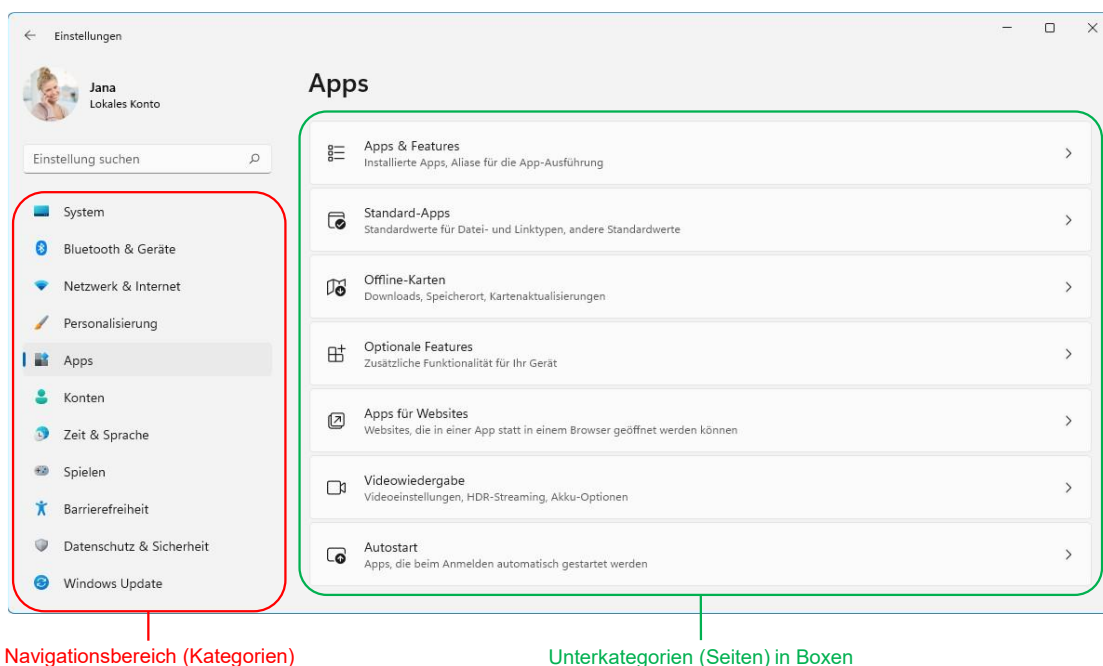 Einstellungen
Jana
Lokales Konto
Einstellung suchen
System
Bluetooth & Geräte
Netzwerk & Internet
Personalisierung
Apps
Konten
Zeit & Sprache
Spielen
Barrierefreiheit
Datenschutz & Sicherheit
Windows Update
Apps
Apps & Features
Installierte Apps, Aliase für die App-Ausführung
Standard-Apps
Standardwerte für Datei- und Linktypen, andere Standardwerte
Offline-Karten
Downloads, Speicherort, Kartenaktualisierungen
Optionale Features
Zusätzliche Funktionalität für Ihr Gerät
Apps für Websites
Websites, die in einer App statt in einem Browser geöffnet werden können
Videowiedergabe
Videoeinstellungen, HDR-Streaming, Akku-Optionen
Autostart
Apps, die beim Anmelden automatisch gestartet werden
Navigationsbereich (Kategorien)
Unterkategorien (Seiten) in Boxen